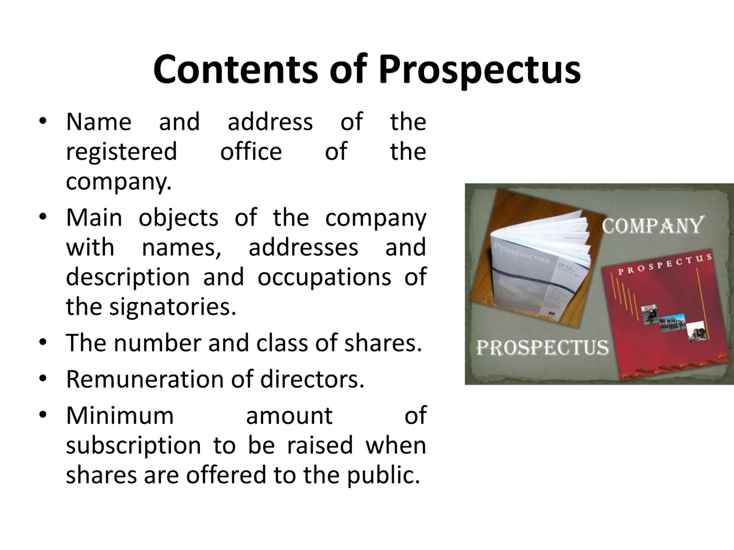 Contents of Prospectus
• Name and address of the
registered office of the
company.
• Main objects of the company
with names, addresses and
description and occupations of
the signatories.
• The number and class of shares.
• Remuneration of directors.
• Minimum amount of
subscription to be raised when
shares are offered to the public.
COMPANY
PROSPECTUS
PROSPECTUS